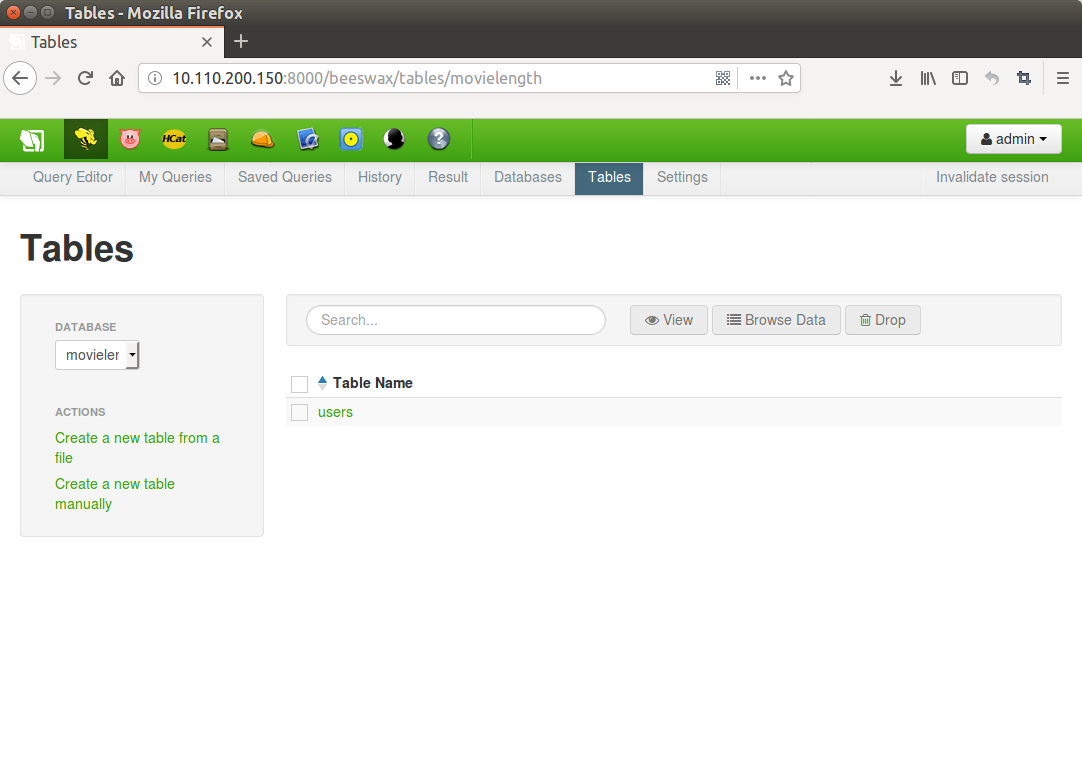 Tables - Mozilla Firefox
Tables
10.110.200.150:8000/beeswax/tables/movielength
HCat
admin
Query Editor My Queries Saved Queries History Result Databases Tables Settings Invalidate session
Tables
DATABASE
movieler
ACTIONS
Create a new table from a
file
Create a new table
manually
Search... View Browse Data Drop
Table Name
users